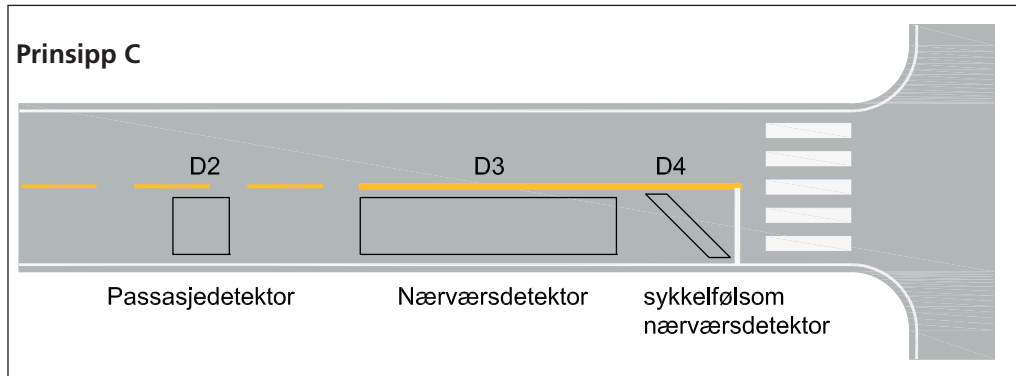 Prinsipp C
D2
D3
D4
Passasjedetektor
Nærværsdetektor
sykkelfølsom
nærværsdetektor